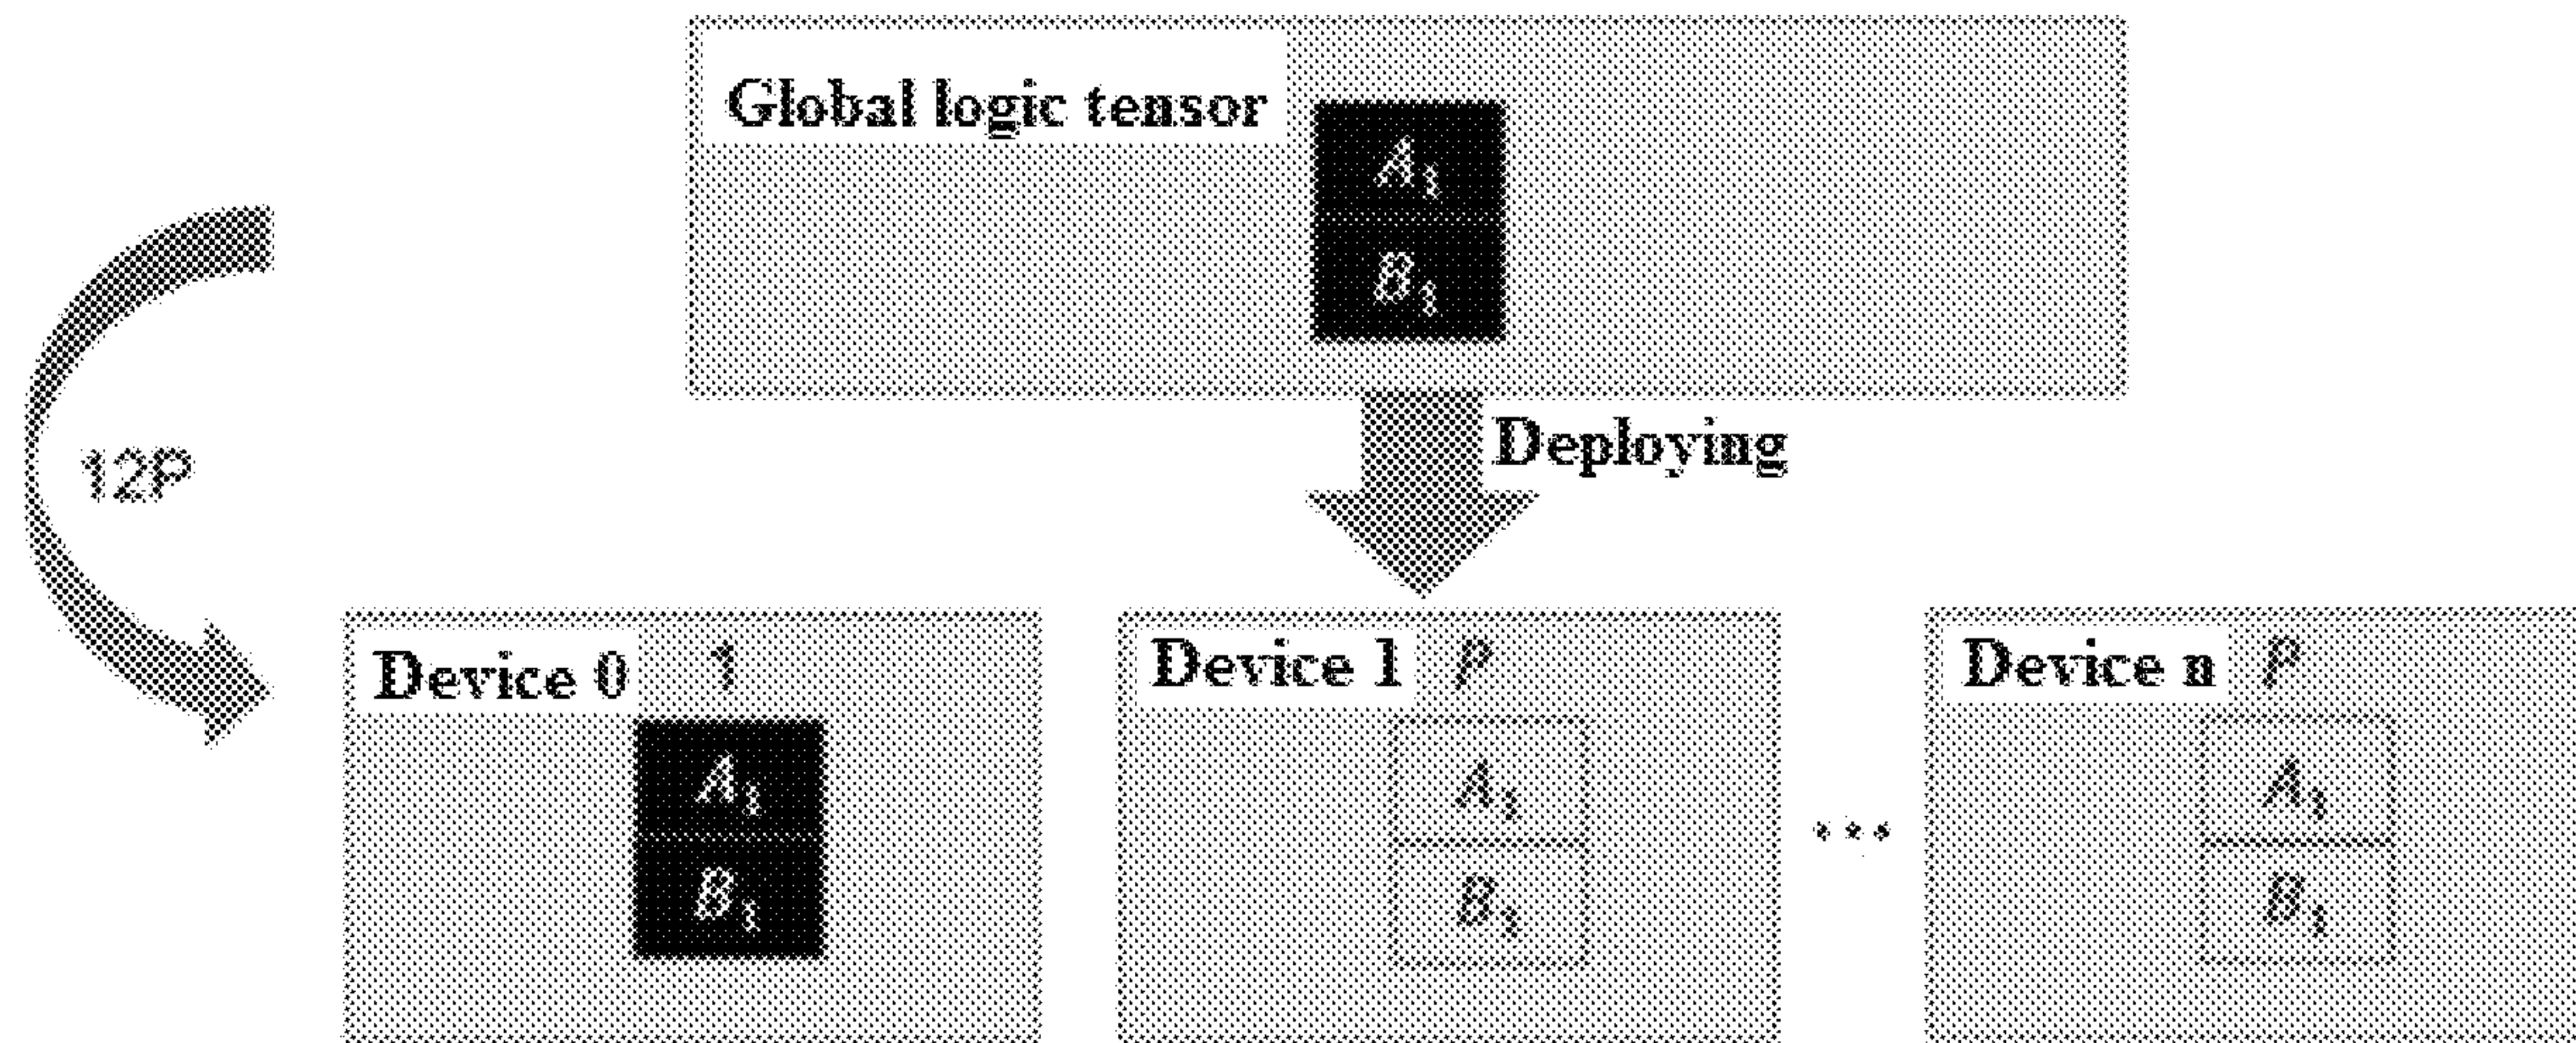 Global logic tensor
A₁
B₁
Deploying
12P
Device 0 1
A₁
B₁
Device 1 P
A₁
B₁
...
Device n P
A₁
B₁